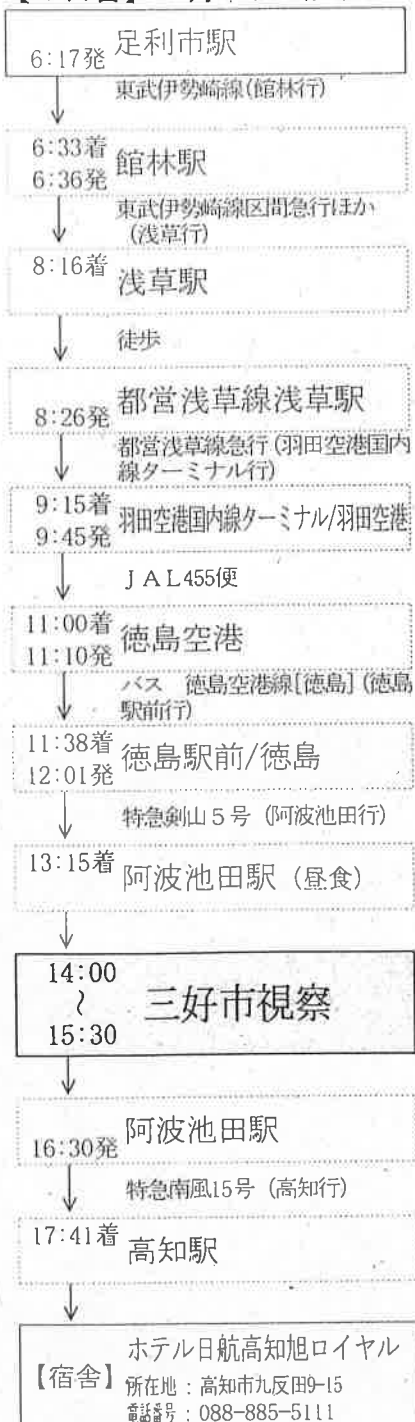 6:17発 足利市駅
東武伊勢崎線(館林行)
6:33着
6:36発 館林駅
東武伊勢崎線区間急行ほか
(浅草行)
8:16着 浅草駅
徒歩
8:26発 都営浅草線浅草駅
都営浅草線急行(羽田空港国内
線ターミナル行)
9:15着
9:45発 羽田空港国内線ターミナル/羽田空港
JAL455便
11:00着
11:10発 徳島空港
バス 徳島空港線[徳島](徳島
駅前行)
11:38着
12:01発 徳島駅前/徳島
特急剣山5号(阿波池田行)
13:15着 阿波池田駅(昼食)
14:00
~
15:30
三好市視察
16:30発 阿波池田駅
特急南風15号(高知行)
17:41着 高知駅
【宿舎】
ホテル日航高知旭ロイヤル
所在地:高知市九反田9-15
電話番号:088-885-5111